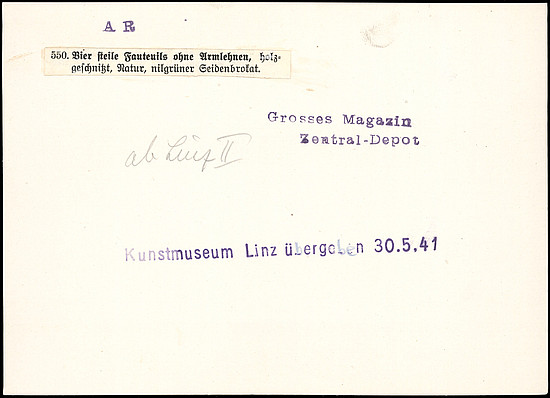 A R
550. Vier steile Fauteuils ohne Armlehnen, holz-
geschnitzt, Natur, nilgrüner Seidenbrokat.
Grosses Magazin
Zentral-Depot
ab Linz II
Kunstmuseum Linz übergeben 30.5.41